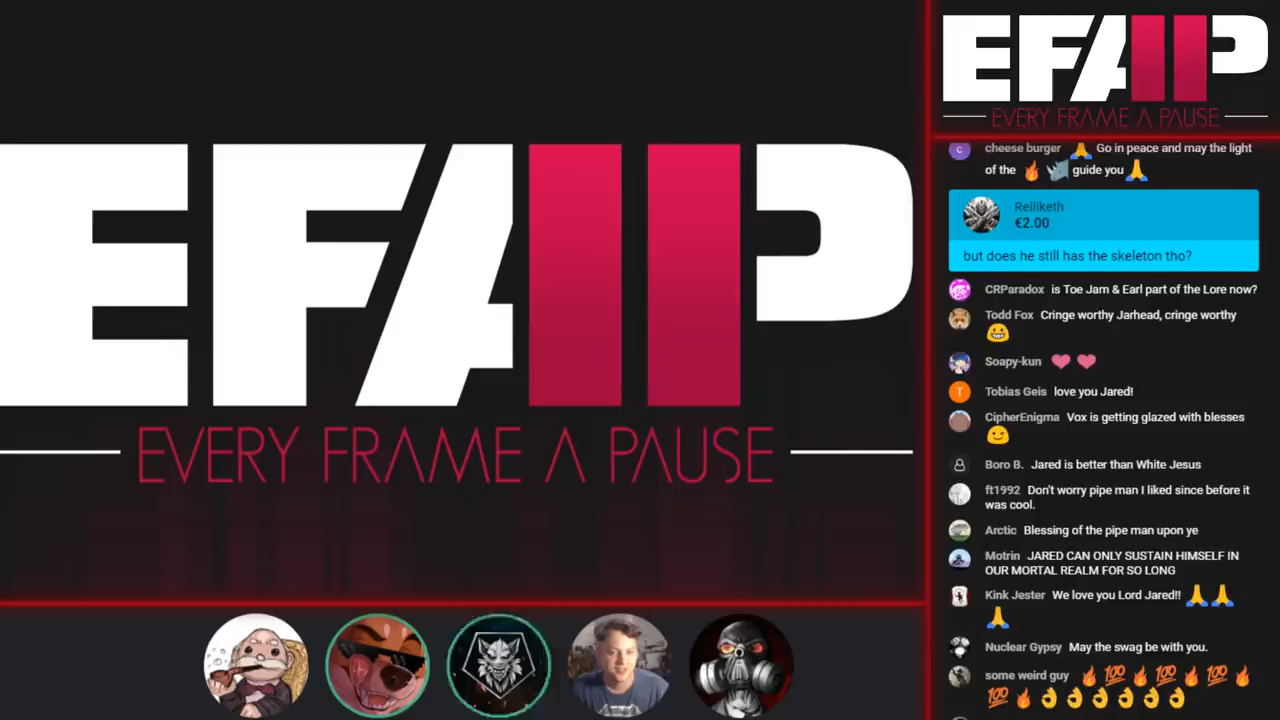 EFAP
EVERY FRAME A PAUSE
EFAP
EVERY FRAME A PAUSE
C
cheese burger 🙏 Go in peace and may the light
of the 🔥 🦏 guide you 🙏
Relliketh
€2.00
but does he still has the skeleton tho?
CRParadox is Toe Jam & Earl part of the Lore now?
Todd Fox Cringe worthy Jarhead, cringe worthy
😀
Soapy-kun ❤ ❤
T
Tobias Geis love you Jared!
CipherEnigma Vox is getting glazed with blesses
😏
Boro B. Jared is better than White Jesus
ft1992 Don't worry pipe man I liked since before it
was cool.
Arctic Blessing of the pipe man upon ye
Motrin JARED CAN ONLY SUSTAIN HIMSELF IN
OUR MORTAL REALM FOR SO LONG
Kink Jester We love you Lord Jared!! 🙏 🙏
🙏
Nuclear Gypsy May the swag be with you.
some weird guy 🔥 💯 🔥 💯 🔥 💯 🔥
💯 🔥 👌 👌 👌 👌 👌 👌